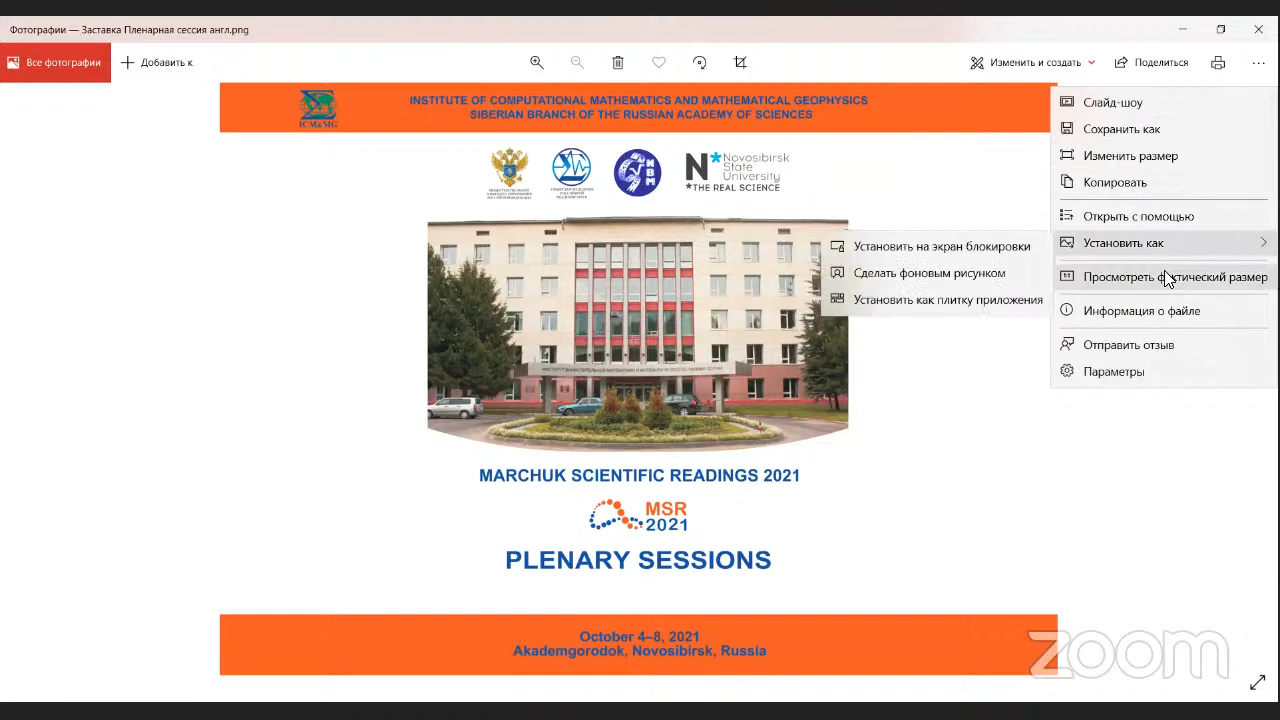 Фотографии — Заставка Пленарная сессия англ.png
Все фотографии
Добавить к
Изменить и создать
Поделиться
INSTITUTE OF COMPUTATIONAL MATHEMATICS AND MATHEMATICAL GEOPHYSICS
SIBERIAN BRANCH OF THE RUSSIAN ACADEMY OF SCIENCES
ICM&MG
N*
Novosibirsk
State
University
*THE REAL SCIENCE
Слайд-шоу
Сохранить как
Изменить размер
Копировать
Открыть с помощью
Установить как
Установить на экран блокировки
Сделать фоновым рисунком
Установить как плитку приложения
Просмотреть фактический размер
Информация о файле
Отправить отзыв
Параметры
MARCHUK SCIENTIFIC READINGS 2021
MSR
2021
PLENARY SESSIONS
October 4–8, 2021
Akademgorodok, Novosibirsk, Russia
zoom